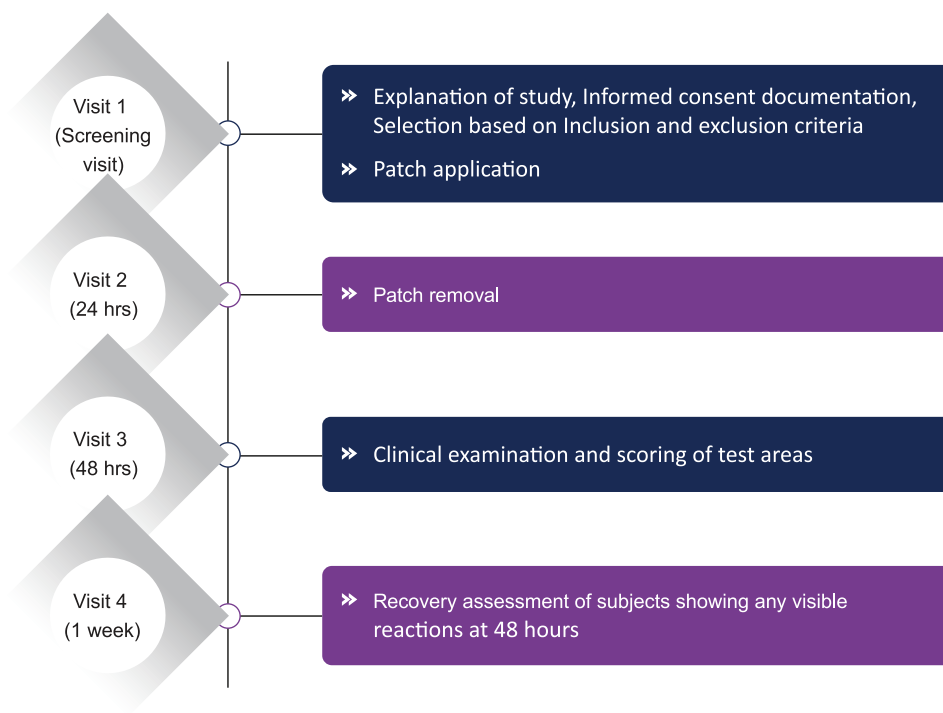 Visit 1
(Screening
visit)
» Explanation of study, Informed consent documentation,
Selection based on Inclusion and exclusion criteria
» Patch application
Visit 2
(24 hrs)
» Patch removal
Visit 3
(48 hrs)
» Clinical examination and scoring of test areas
Visit 4
(1 week)
» Recovery assessment of subjects showing any visible
reactions at 48 hours